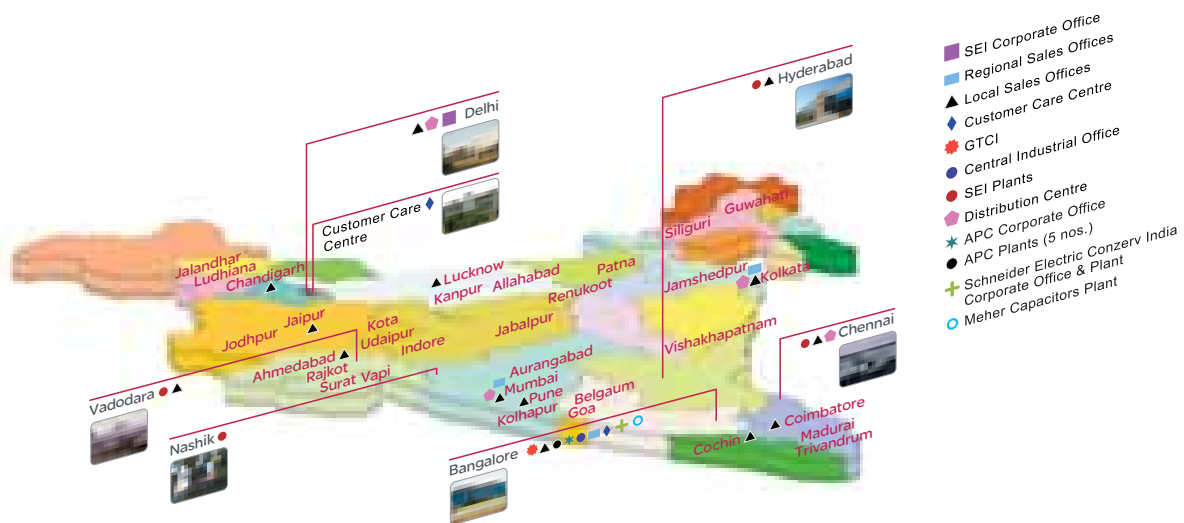 Delhi
Customer Care
Centre
Hyderabad
Guwahati
Siliguri
Jalandhar
Ludhiana
Chandigarh
Lucknow
Kanpur
Allahabad
Patna
Renukoot
Jamshedpur
Kolkata
Jaipur
Jodhpur
Kota
Udaipur
Indore
Jabalpur
Vishakhapatnam
Chennai
Ahmedabad
Rajkot
Surat Vapi
Aurangabad
Mumbai
Pune
Kolhapur
Belgaum
Goa
Vadodara
Nashik
Bangalore
Cochin
Coimbatore
Madurai
Trivandrum
SEI Corporate Office
Regional Sales Offices
Local Sales Offices
Customer Care Centre
GTCI
Central Industrial Office
SEI Plants
Distribution Centre
APC Corporate Office
APC Plants (5 nos.)
Schneider Electric Conzerv India
Corporate Office & Plant
Meher Capacitors Plant